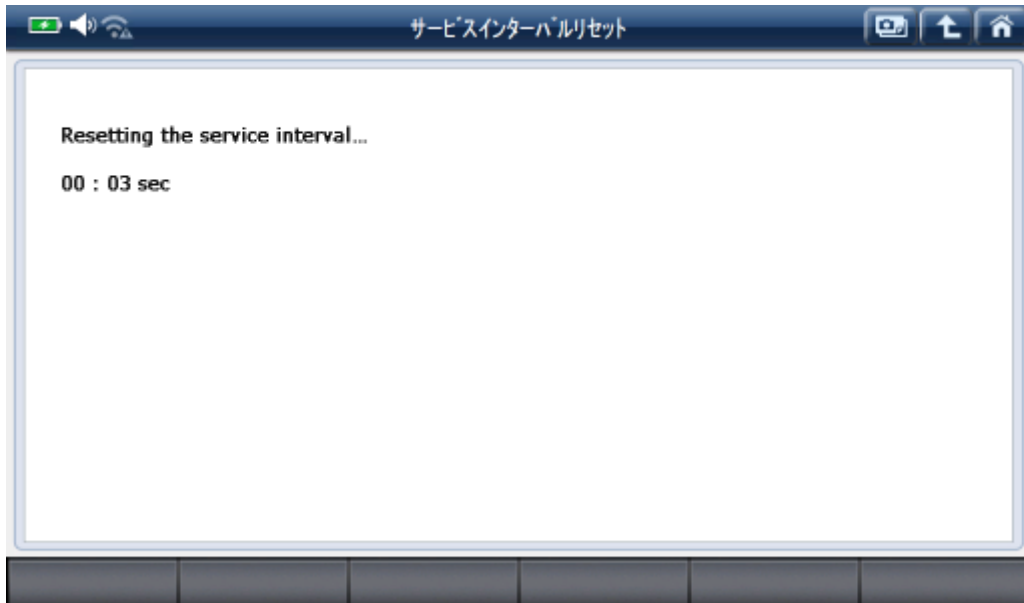 ｻｰﾋﾞｽｲﾝﾀｰﾊﾞﾙﾘｾｯﾄ
Resetting the service interval...
00 : 03 sec